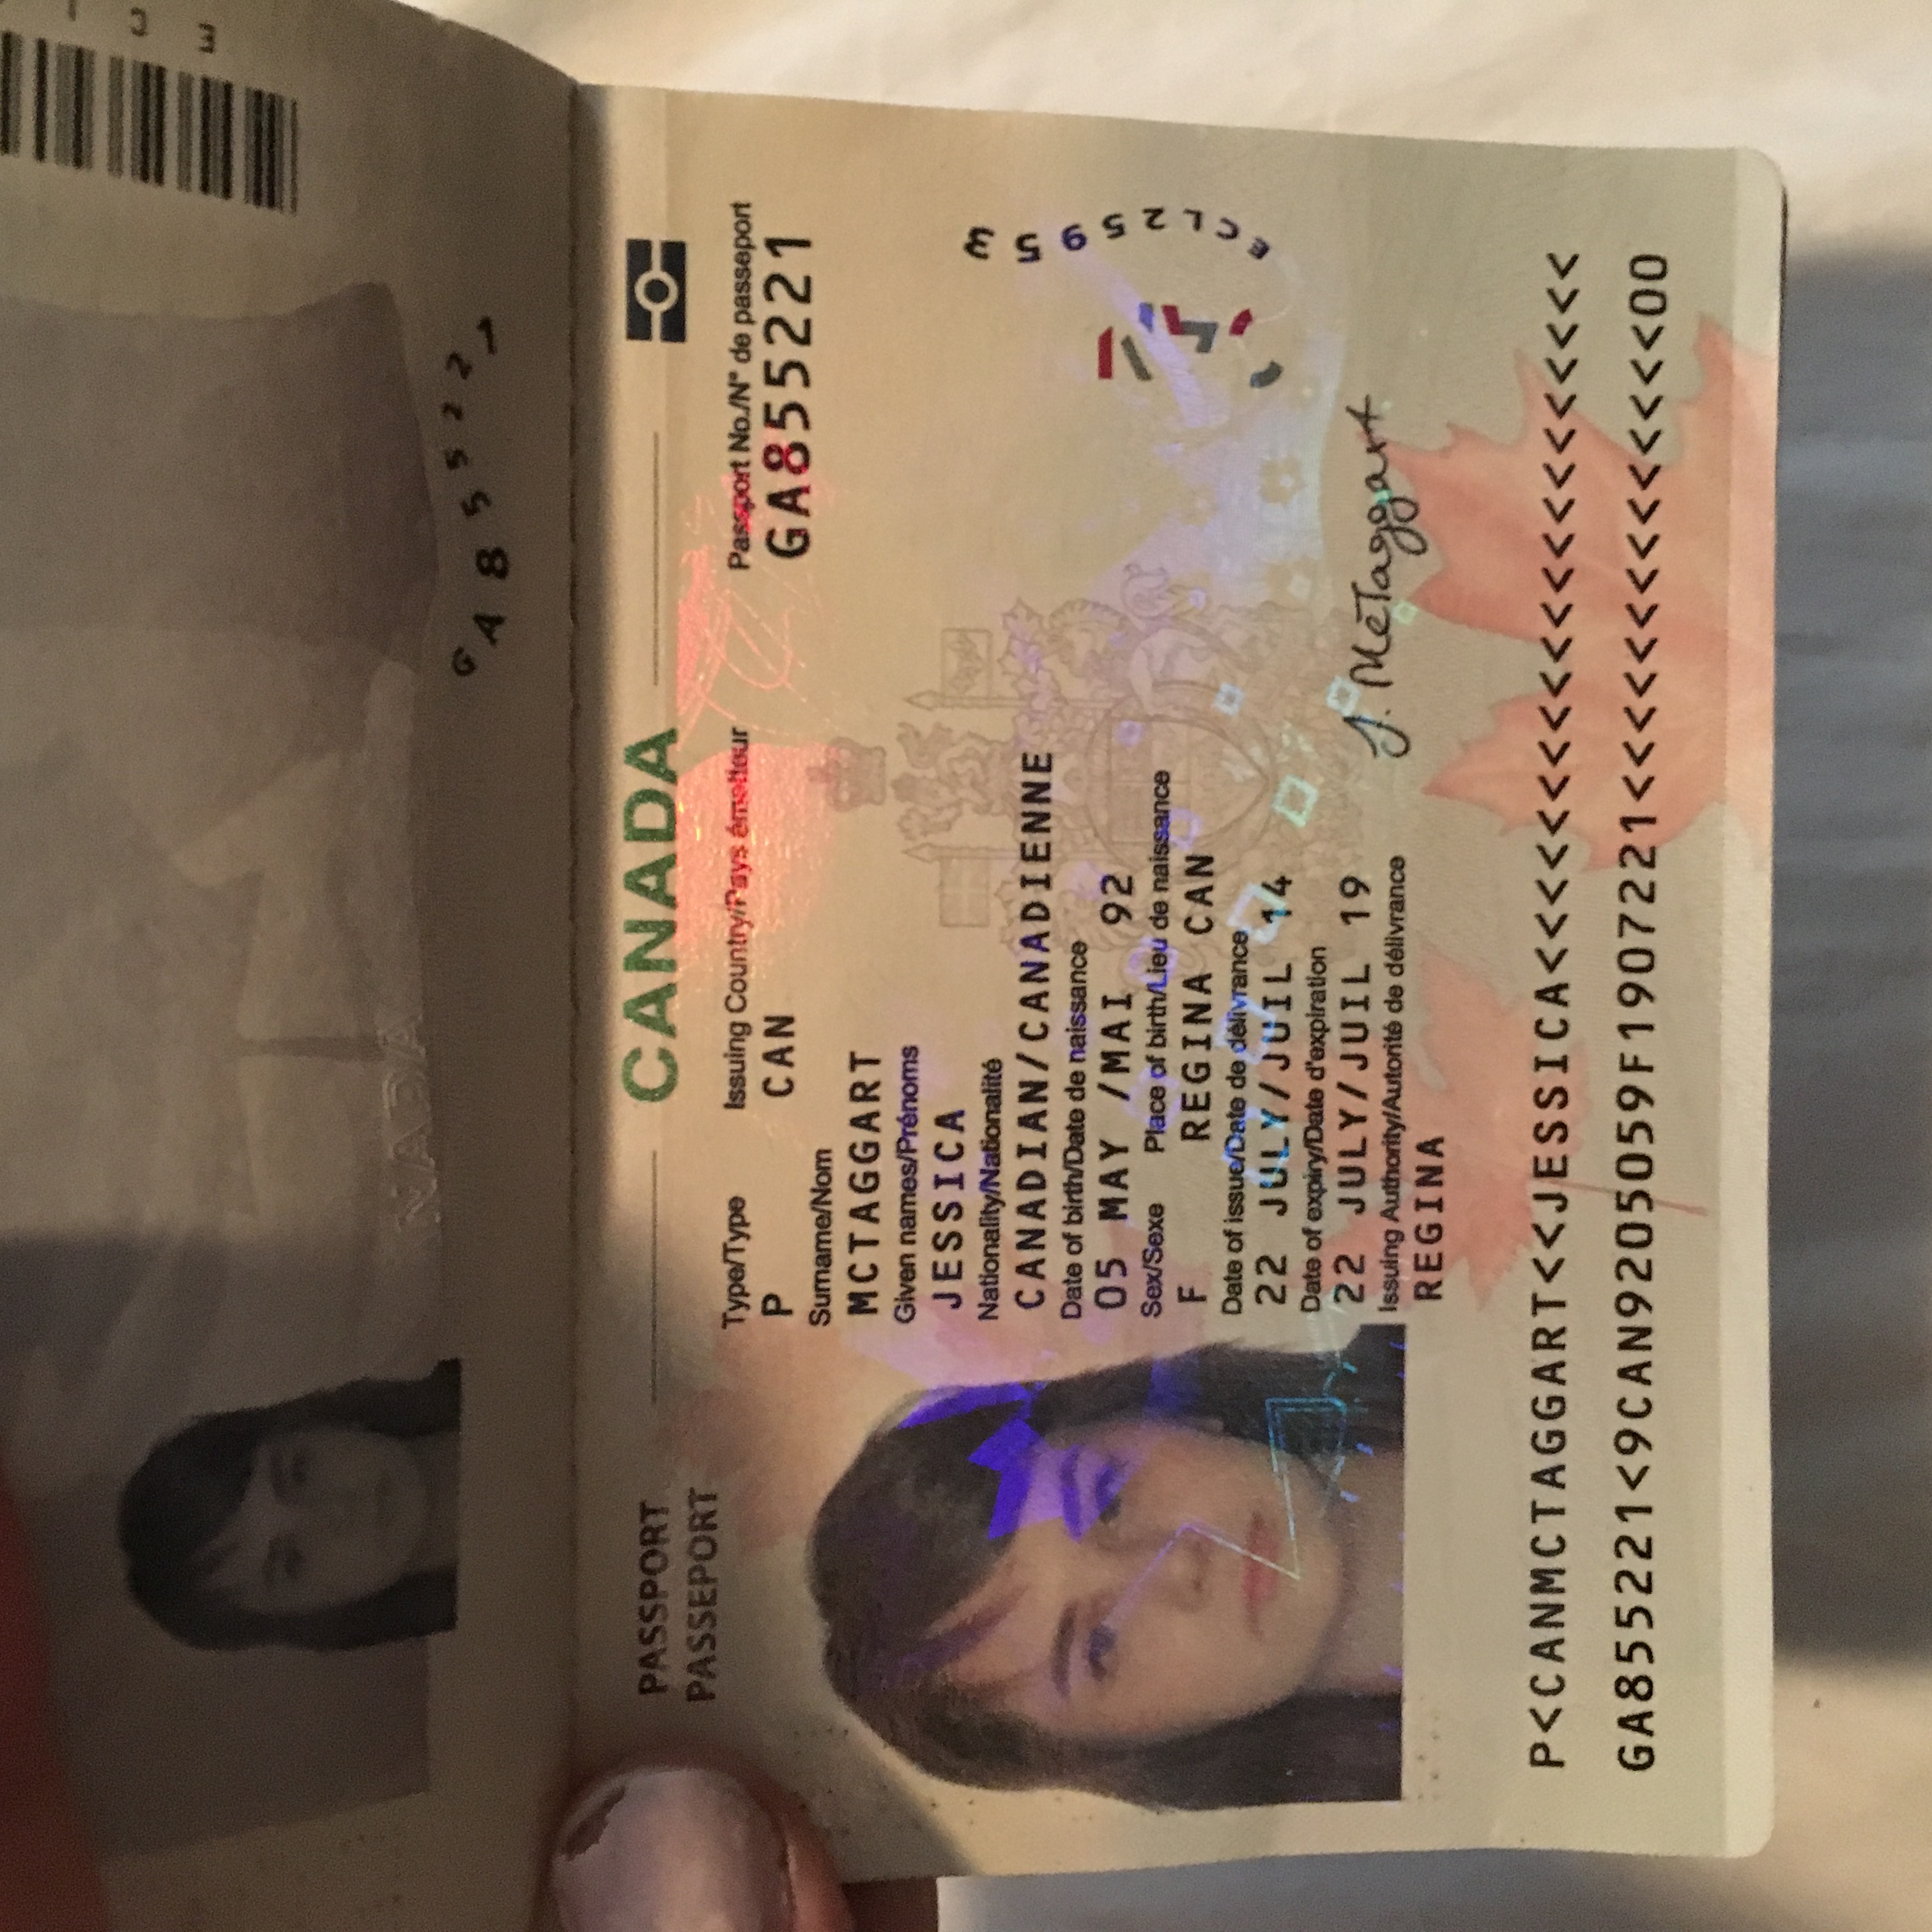 E C L
NADA
GA855221
PASSPORT
PASSEPORT
CANADA
Type/Type Issuing Country/Pays émetteur Passport No./N° de passeport
P CAN GA855221
Surname/Nom
MCTAGGART
Given names/Prénoms
JESSICA
Nationality/Nationalité
CANADIAN/CANADIENNE
Date of birth/Date de naissance
05 MAY /MAI 92
Sex/Sexe Place of birth/Lieu de naissance
F REGINA CAN
Date of issue/Date de délivrance
22 JULY/JUIL 14
Date of expiry/Date d'expiration
22 JULY/JUIL 19
Issuing Authority/Autorité de délivrance
REGINA
J. McTaggart
ECL25953
P<CANMCTAGGART<<JESSICA<<<<<<<<<<<<<<<<<<<<<
GA855221<9CAN9205059F1907221<<<<<<<<<<<<<<00